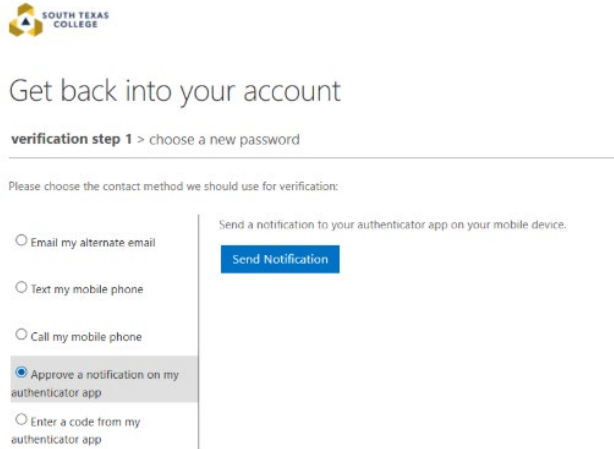 SOUTH TEXAS
COLLEGE
Get back into your account
verification step 1 > choose a new password
Please choose the contact method we should use for verification:
Email my alternate email
Text my mobile phone
Call my mobile phone
Approve a notification on my
authenticator app
Enter a code from my
authenticator app
Send a notification to your authenticator app on your mobile device.
Send Notification